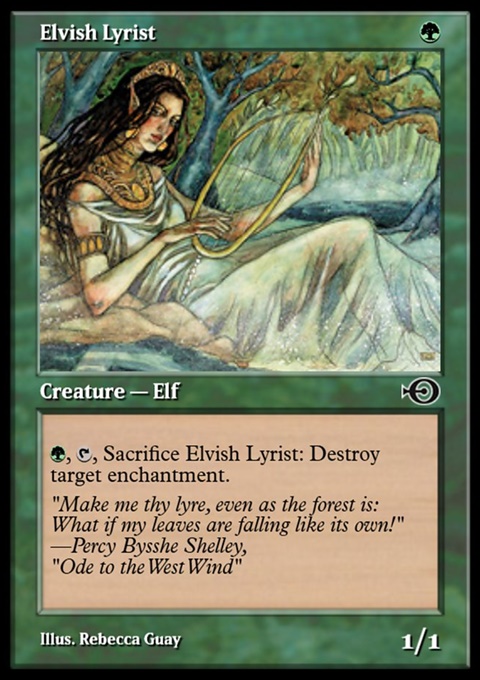 Elvish Lyrist
Creature — Elf
, , Sacrifice Elvish Lyrist: Destroy
target enchantment.
"Make me thy lyre, even as the forest is:
What if my leaves are falling like its own!"
—Percy Bysshe Shelley,
"Ode to the West Wind"
Illus. Rebecca Guay
1/1